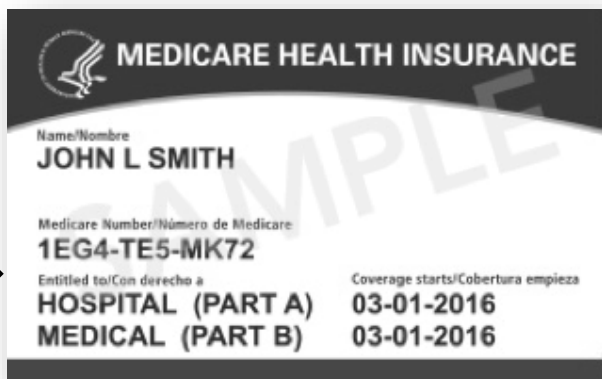 MEDICARE HEALTH INSURANCE
Name/Nombre
JOHN L SMITH
Medicare Number/Número de Medicare
1EG4-TE5-MK72
Entitled to/Con derecho a Coverage starts/Cobertura empieza
HOSPITAL (PART A) 03-01-2016
MEDICAL (PART B) 03-01-2016
SAMPLE